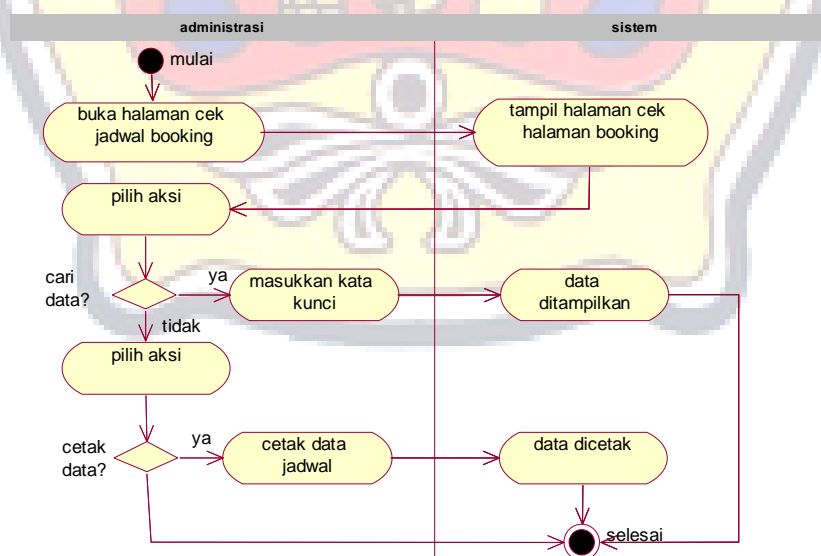 administrasi
sistem
mulai
buka halaman cek
jadwal booking
tampil halaman cek
halaman booking
pilih aksi
cari
data?
ya
masukkan kata
kunci
data
ditampilkan
tidak
pilih aksi
cetak
data?
ya
cetak data
jadwal
data dicetak
selesai